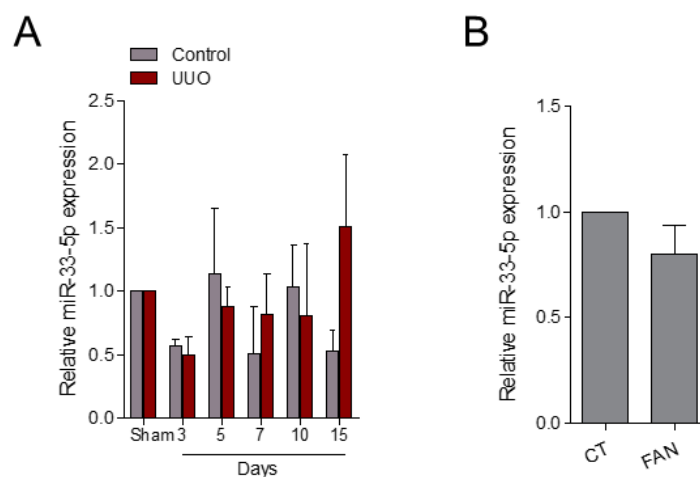 A
Control
UUO
Relative miR-33-5p expression
2.5
2.0
1.5
1.0
0.5
0.0
Sham 3 5 7 10 15
Days
B
Relative miR-33-5p expression
1.5
1.0
0.5
0.0
CT FAN